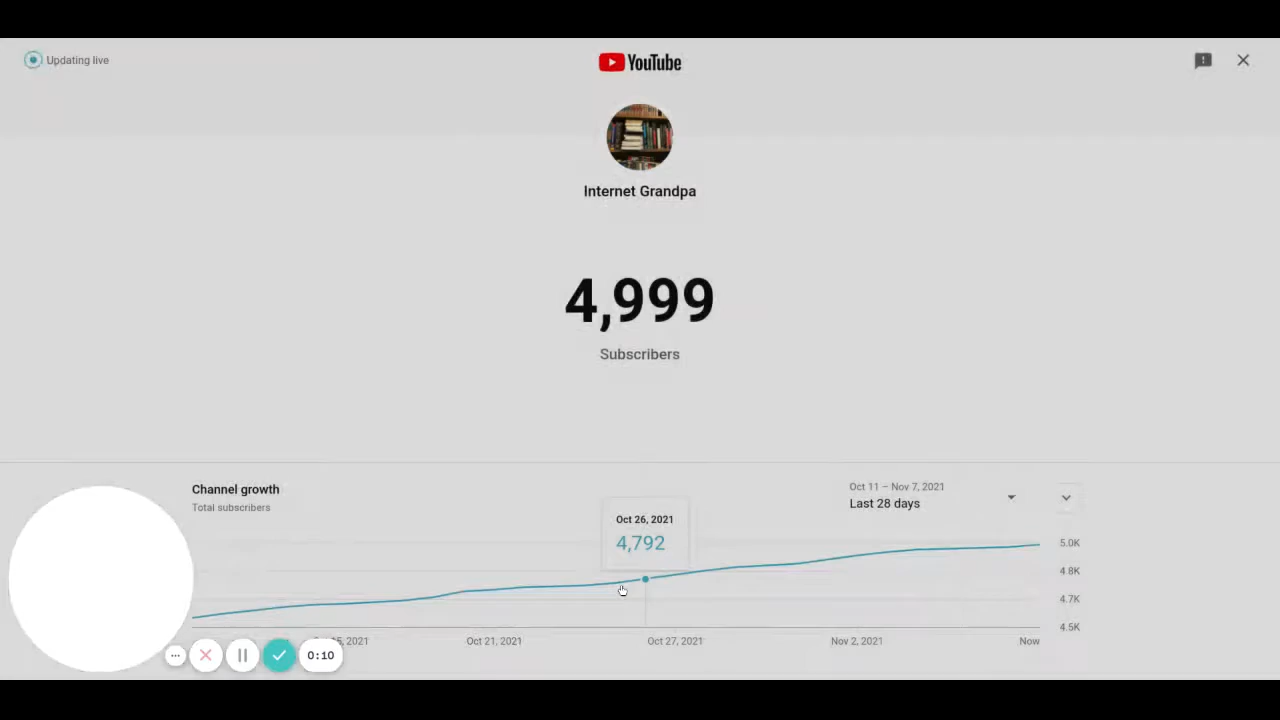 Updating live
YouTube
Internet Grandpa
4,999
Subscribers
Channel growth
Total subscribers
Oct 11 – Nov 7, 2021
Last 28 days
Oct 26, 2021
4,792
5.0K
4.8K
4.7K
4.5K
5, 2021
Oct 21, 2021
Oct 27, 2021
Nov 2, 2021
Now
0:10